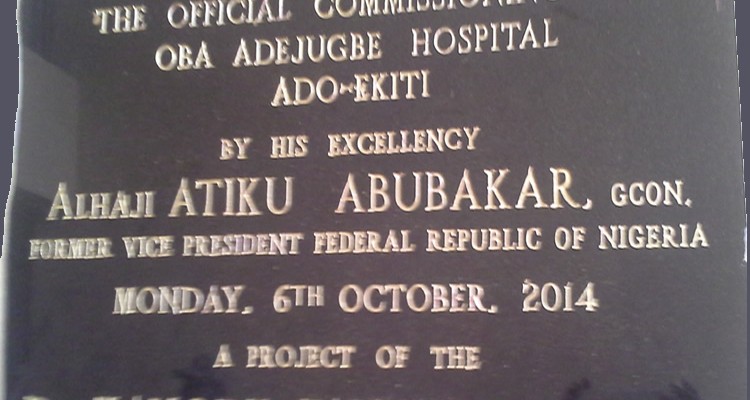 THE OFFICIAL COMMISSIONING
OBA ADEJUGBE HOSPITAL
ADO-EKITI
BY HIS EXCELLENCY
ALHAJI ATIKU ABUBAKAR, GCON.
FORMER VICE PRESIDENT FEDERAL REPUBLIC OF NIGERIA
MONDAY, 6TH OCTOBER, 2014
A PROJECT OF THE